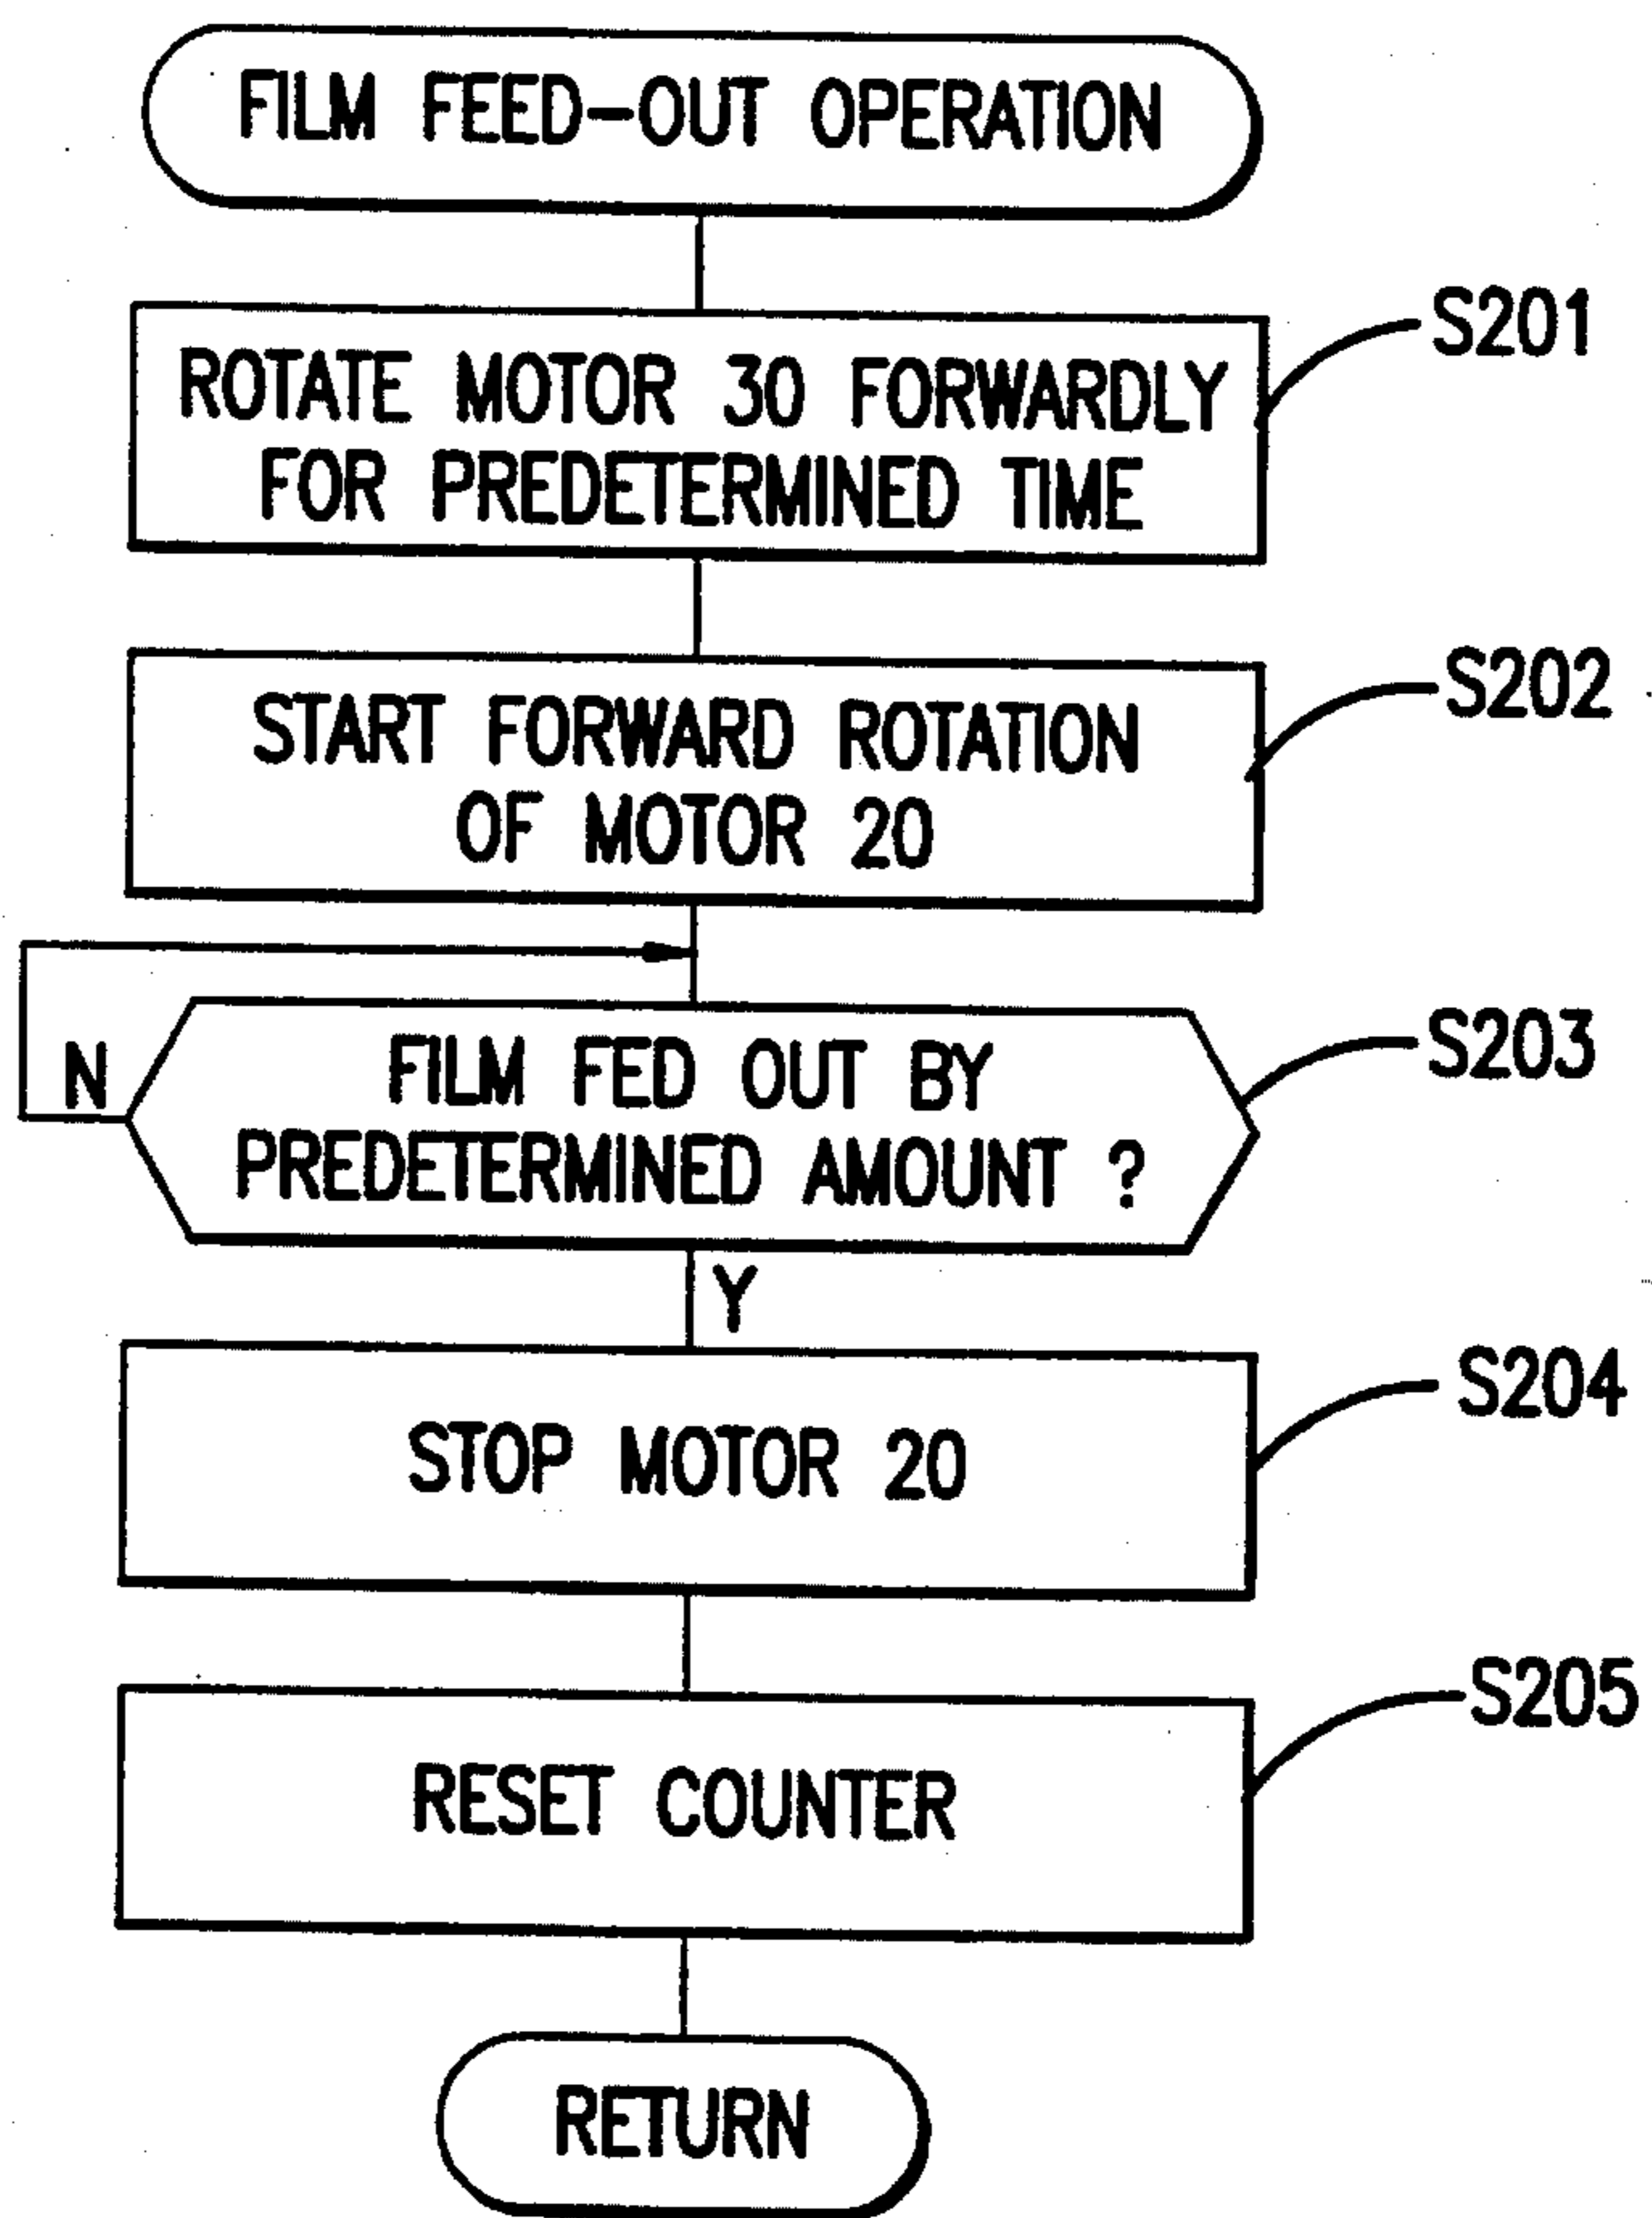 FILM FEED-OUT OPERATION
ROTATE MOTOR 30 FORWARDLY
FOR PREDETERMINED TIME
S201
START FORWARD ROTATION
OF MOTOR 20
S202
FILM FED OUT BY
PREDETERMINED AMOUNT ?
S203
N
Y
STOP MOTOR 20
S204
RESET COUNTER
S205
RETURN